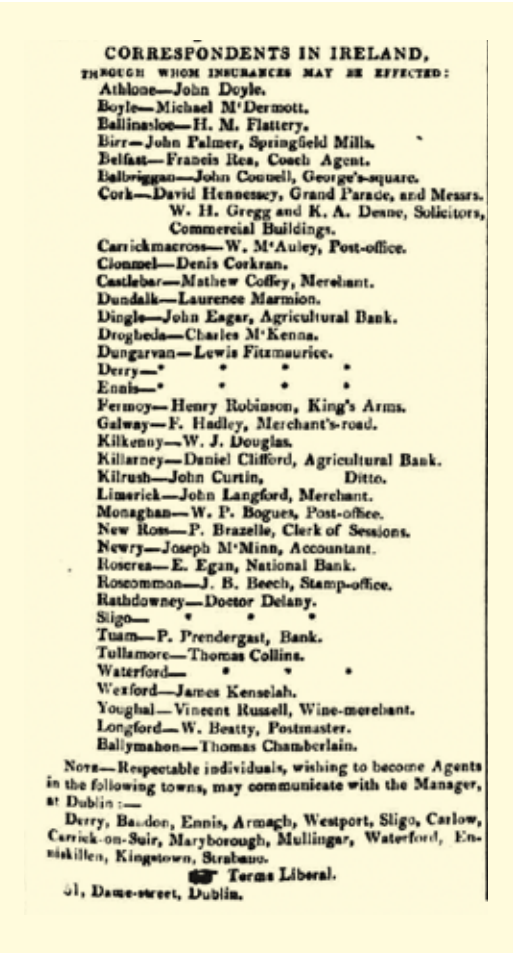 CORRESPONDENTS IN IRELAND,
THROUGH WHOM INSURANCES MAY BE EFFECTED:
Athlone—John Doyle.
Boyle—Michael M'Dermott.
Ballinasloe—H. M. Flattery.
Birr—John Palmer, Springfield Mills.
Belfast—Francis Rea, Coach Agent.
Balbriggan—John Connell, George's-square.
Cork—David Hennessey, Grand Parade, and Messrs.
W. H. Gregg and K. A. Deane, Solicitors,
Commercial Buildings.
Carrickmacross—W. M'Auley, Post-office.
Clonmel—Denis Corkran.
Castlebar—Mathew Coffey, Merchant.
Dundalk—Laurence Marmion.
Dingle—John Eagar, Agricultural Bank.
Drogheda—Charles M'Kenna.
Dungarvan—Lewis Fitzmaurice.
Derry—* * * *
Ennis—* * * *
Fermoy—Henry Robinson, King's Arms.
Galway—F. Hadley, Merchant's-road.
Kilkenny—W. J. Douglas.
Killarney—Daniel Clifford, Agricultural Bank.
Kilrush—John Curtin, Ditto.
Limerick—John Langford, Merchant.
Monaghan—W. P. Bogues, Post-office.
New Ross—P. Brazelle, Clerk of Sessions.
Newry—Joseph M'Minn, Accountant.
Roscrea—E. Egan, National Bank.
Roscommon—J. B. Beech, Stamp-office.
Rathdowney—Doctor Delany.
Sligo— * * *
Tuam—P. Prendergast, Bank.
Tullamore—Thomas Collins.
Waterford— * * *
Wexford—James Kenselah.
Youghal—Vincent Russell, Wine-merchant.
Longford—W. Beatty, Postmaster.
Ballymahon—Thomas Chamberlain.
NOTE—Respectable individuals, wishing to become Agents
in the following towns, may communicate with the Manager,
at Dublin:—
Derry, Bandon, Ennis, Armagh, Westport, Sligo, Carlow,
Carrick-on-Suir, Maryborough, Mullingar, Waterford, En-
niskillen, Kingstown, Strabane.
☛ Terms Liberal.
51, Dame-street, Dublin.